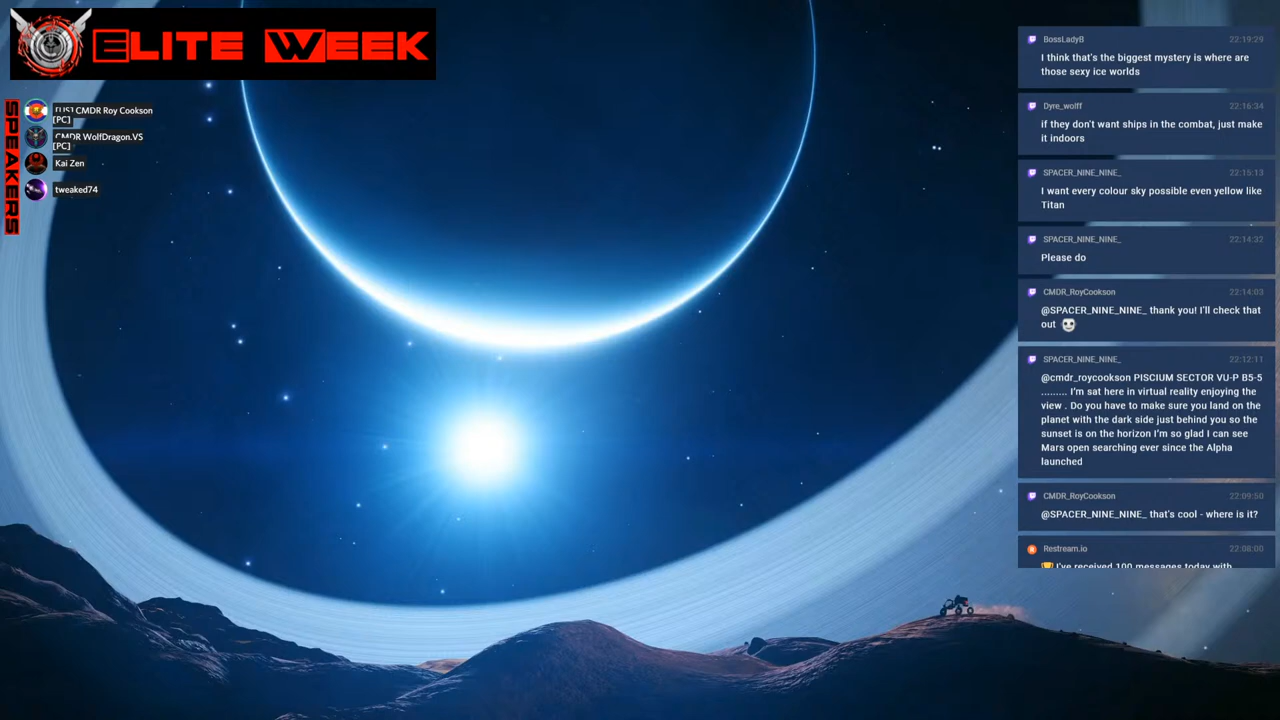 ELITE WEEK
SPEAKERS
[US] CMDR Roy Cookson
[PC]
CMDR WolfDragon.VS
[PC]
Kai Zen
tweaked74
BossLadyB 22:19:29
I think that's the biggest mystery is where are
those sexy ice worlds
Dyre_wolff 22:16:34
if they don't want ships in the combat, just make
it indoors
SPACER_NINE_NINE_ 22:15:13
I want every colour sky possible even yellow like
Titan
SPACER_NINE_NINE_ 22:14:32
Please do
CMDR_RoyCookson 22:14:03
@SPACER_NINE_NINE_ thank you! I'll check that
out
SPACER_NINE_NINE_ 22:12:11
@cmdr_roycookson PISCIUM SECTOR VU-P B5-5
......... I'm sat here in virtual reality enjoying the
view . Do you have to make sure you land on the
planet with the dark side just behind you so the
sunset is on the horizon I'm so glad I can see
Mars open searching ever since the Alpha
launched
CMDR_RoyCookson 22:09:50
@SPACER_NINE_NINE_ that's cool - where is it?
Restream.io 22:08:00
I've received 100 messages today with